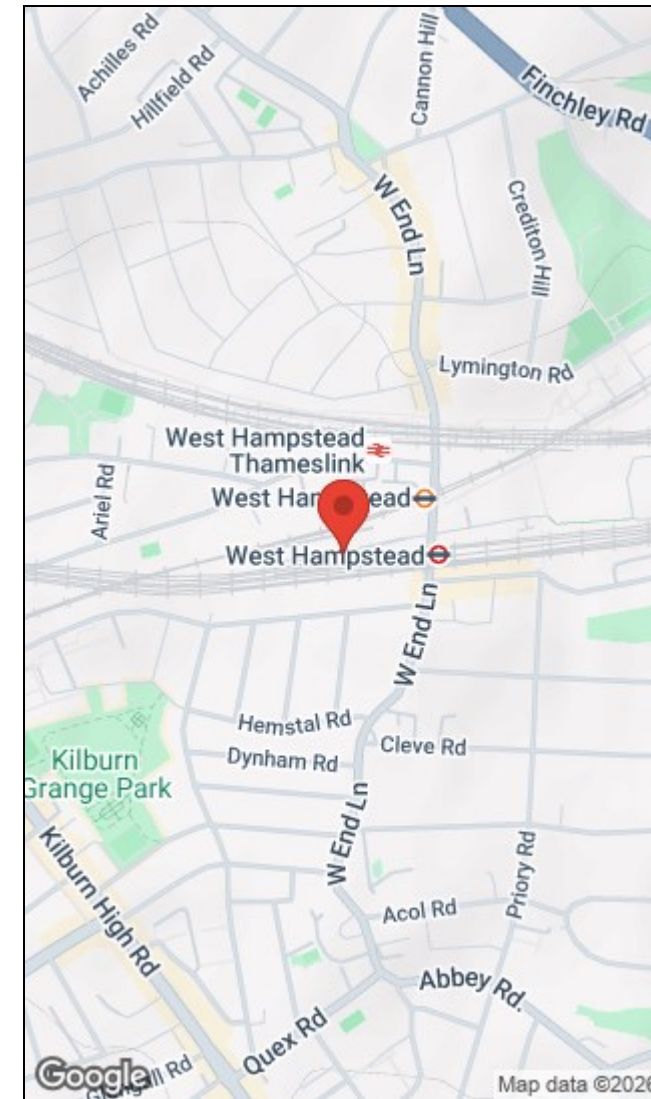 Achilles Rd
Hillfield Rd
Cannon Hill
Finchley Rd
W End Ln
Crediton Hill
Lymington Rd
West Hampstead
Thameslink
Ariel Rd
West Ham stead
West Hampstead
W End Ln
Hemstal Rd
Dynham Rd
Cleve Rd
Kilburn
Grange Park
W End Ln
Kilburn High Rd
Priory Rd
Acol Rd
Abbey Rd.
Quex Rd
Rd
Google
Map data ©2026